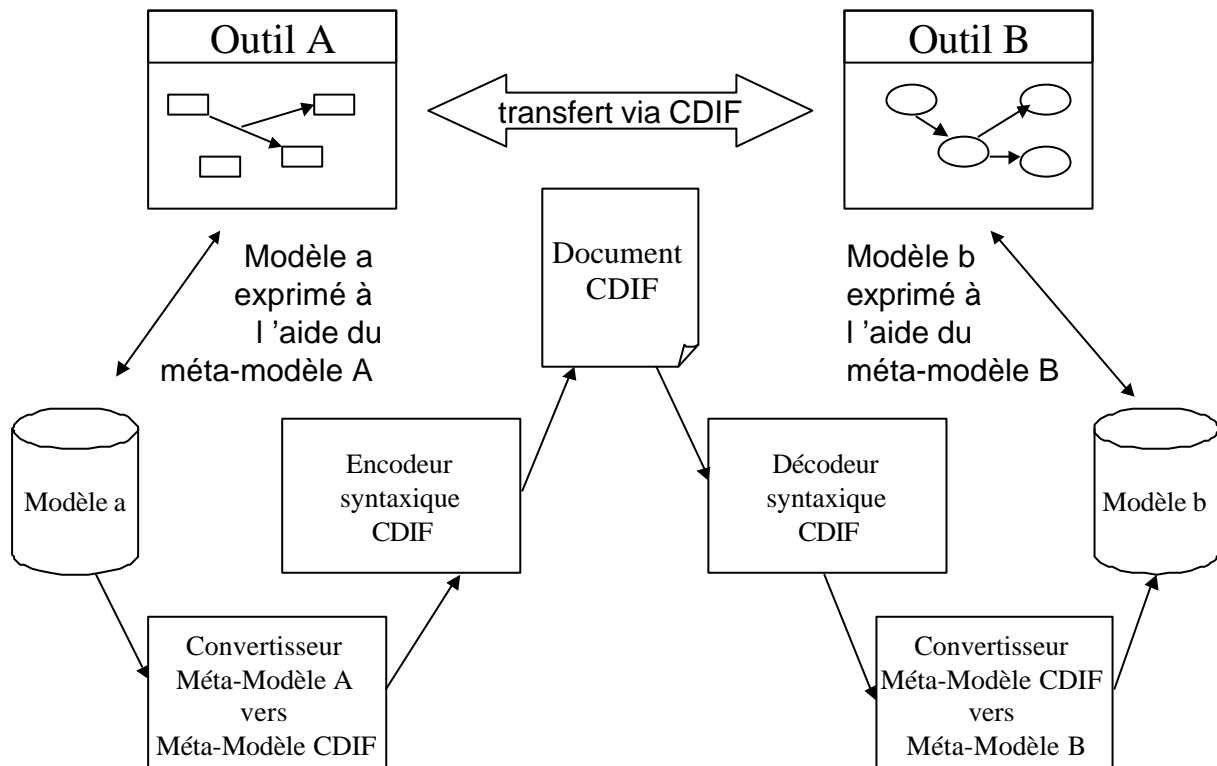 Outil A
Outil B
transfert via CDIF
Modèle a
exprimé à
l 'aide du
méta-modèle A
Document
CDIF
Modèle b
exprimé à
l 'aide du
méta-modèle B
Modèle a
Encodeur
syntaxique
CDIF
Décodeur
syntaxique
CDIF
Modèle b
Convertisseur
Méta-Modèle A
vers
Méta-Modèle CDIF
Convertisseur
Méta-Modèle CDIF
vers
Méta-Modèle B